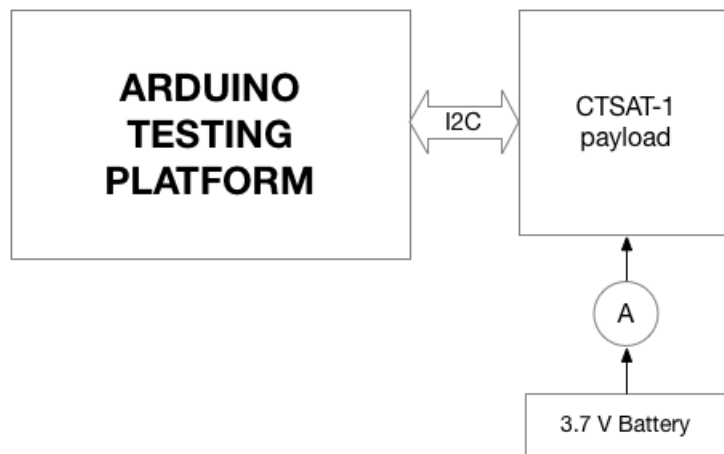 ARDUINO
TESTING
PLATFORM
I2C
CTSAT-1
payload
A
3.7 V Battery